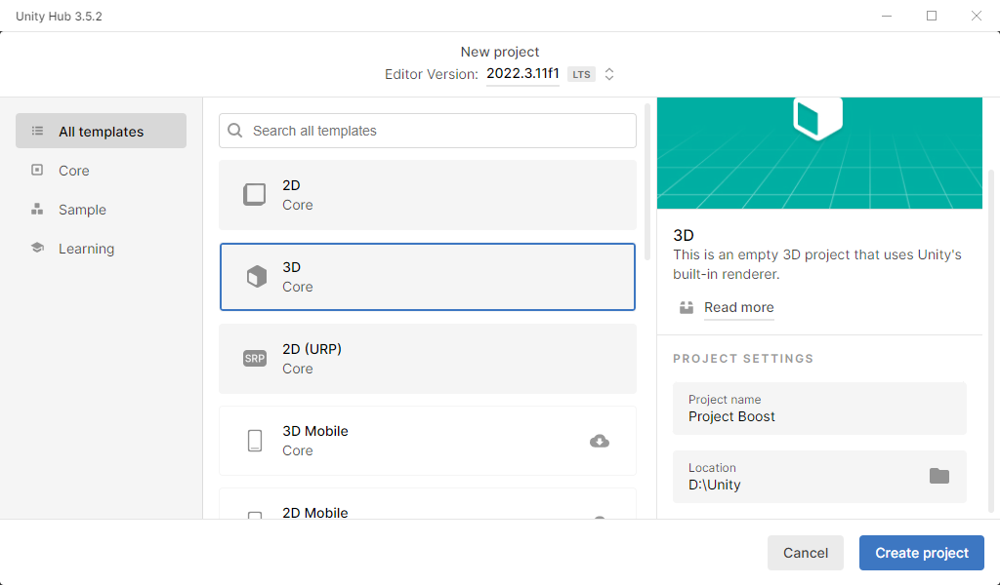 Unity Hub 3.5.2
New project
Editor Version: 2022.3.11f1 LTS
All templates
Core
Sample
Learning
Search all templates
2D
Core
3D
Core
SRP
2D (URP)
Core
3D Mobile
Core
2D Mobile
3D
This is an empty 3D project that uses Unity's
built-in renderer.
Read more
PROJECT SETTINGS
Project name
Project Boost
Location
D:\Unity
Cancel
Create project